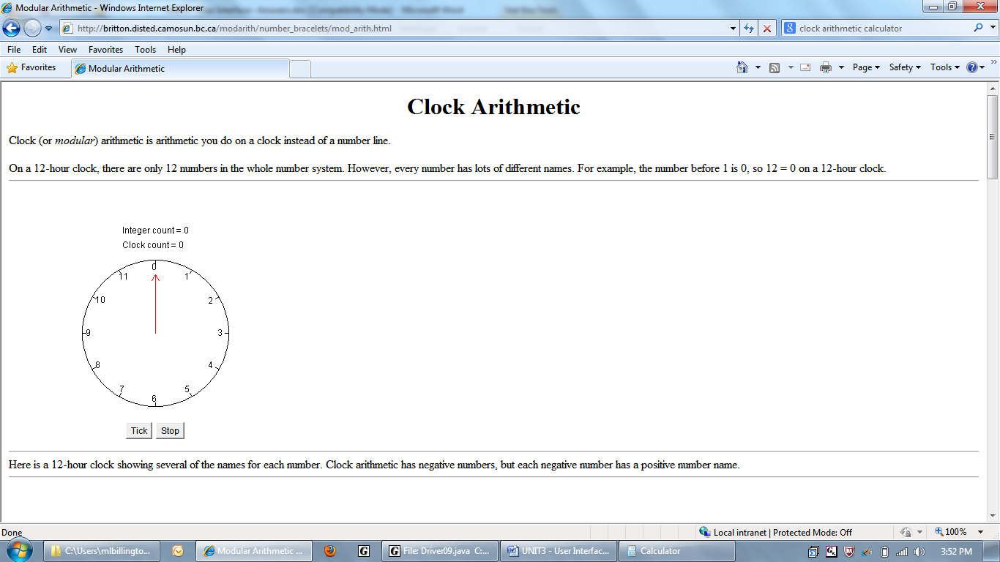 Modular Arithmetic - Windows Internet Explorer
http://britton.disted.camosun.bc.ca/modarith/number_bracelets/mod_arith.html
clock arithmetic calculator
File Edit View Favorites Tools Help
Favorites
Modular Arithmetic
Page Safety Tools
Clock Arithmetic
Clock (or modular) arithmetic is arithmetic you do on a clock instead of a number line.
On a 12-hour clock, there are only 12 numbers in the whole number system. However, every number has lots of different names. For example, the number before 1 is 0, so 12 = 0 on a 12-hour clock.
Integer count = 0
Clock count = 0
0
11 1
10 2
9 3
8 4
7 5
6
Tick Stop
Here is a 12-hour clock showing several of the names for each number. Clock arithmetic has negative numbers, but each negative number has a positive number name.
Done
Local intranet | Protected Mode: Off
100%
C:\Users\mlbillingto...
Modular Arithmetic ...
File: Driver09.java C:...
UNIT3 - User Interfac...
Calculator
3:52 PM